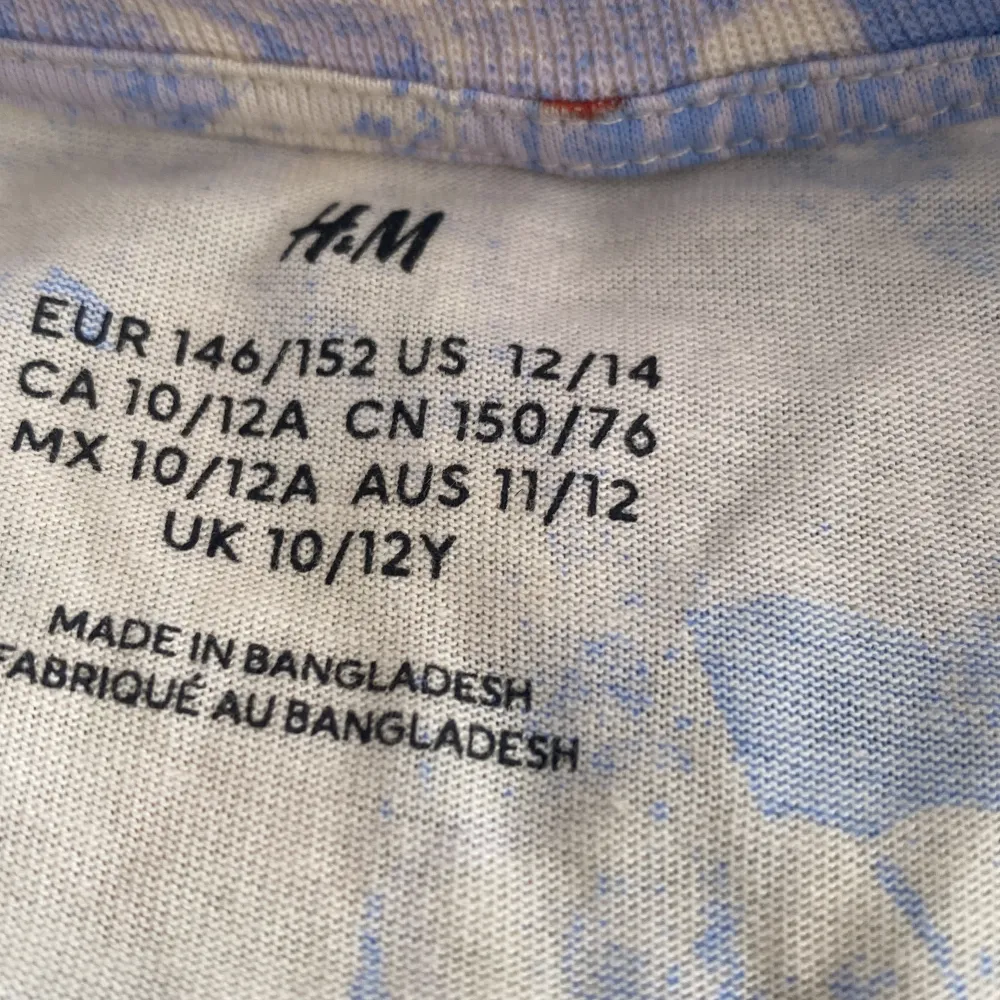 H&M
EUR 146/152 US 12/14
CA 10/12A CN 150/76
MX 10/12A AUS 11/12
UK 10/12Y
MADE IN BANGLADESH
FABRIQUÉ AU BANGLADESH